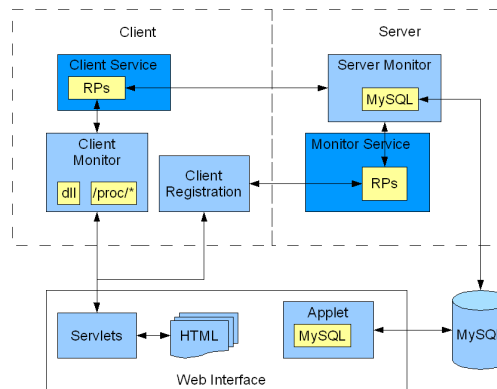 Client
Server
Client Service
RPs
Server Monitor
MySQL
Client
Monitor
dll
/proc/*
Client
Registration
Monitor Service
RPs
Servlets
HTML
Applet
MySQL
MySQ
Web Interface